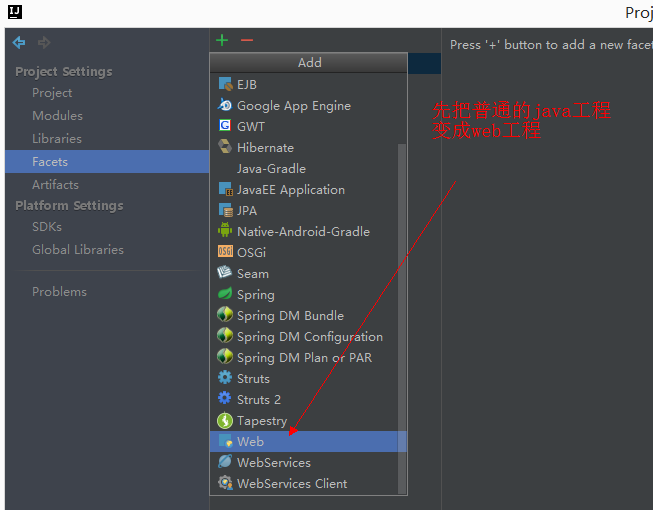 IJ
Proj
Project Settings
Project
Modules
Libraries
Facets
Artifacts
Platform Settings
SDKs
Global Libraries
Problems
Add
EJB
Google App Engine
G GWT
Hibernate
Java-Gradle
JavaEE Application
JPA
Native-Android-Gradle
OSGi OSGi
Seam
Spring
Spring DM Bundle
Spring DM Configuration
Spring DM Plan or PAR
Struts
Struts 2
Tapestry
Web
WebServices
WebServices Client
Press '+' button to add a new facet
先把普通的java工程
变成web工程